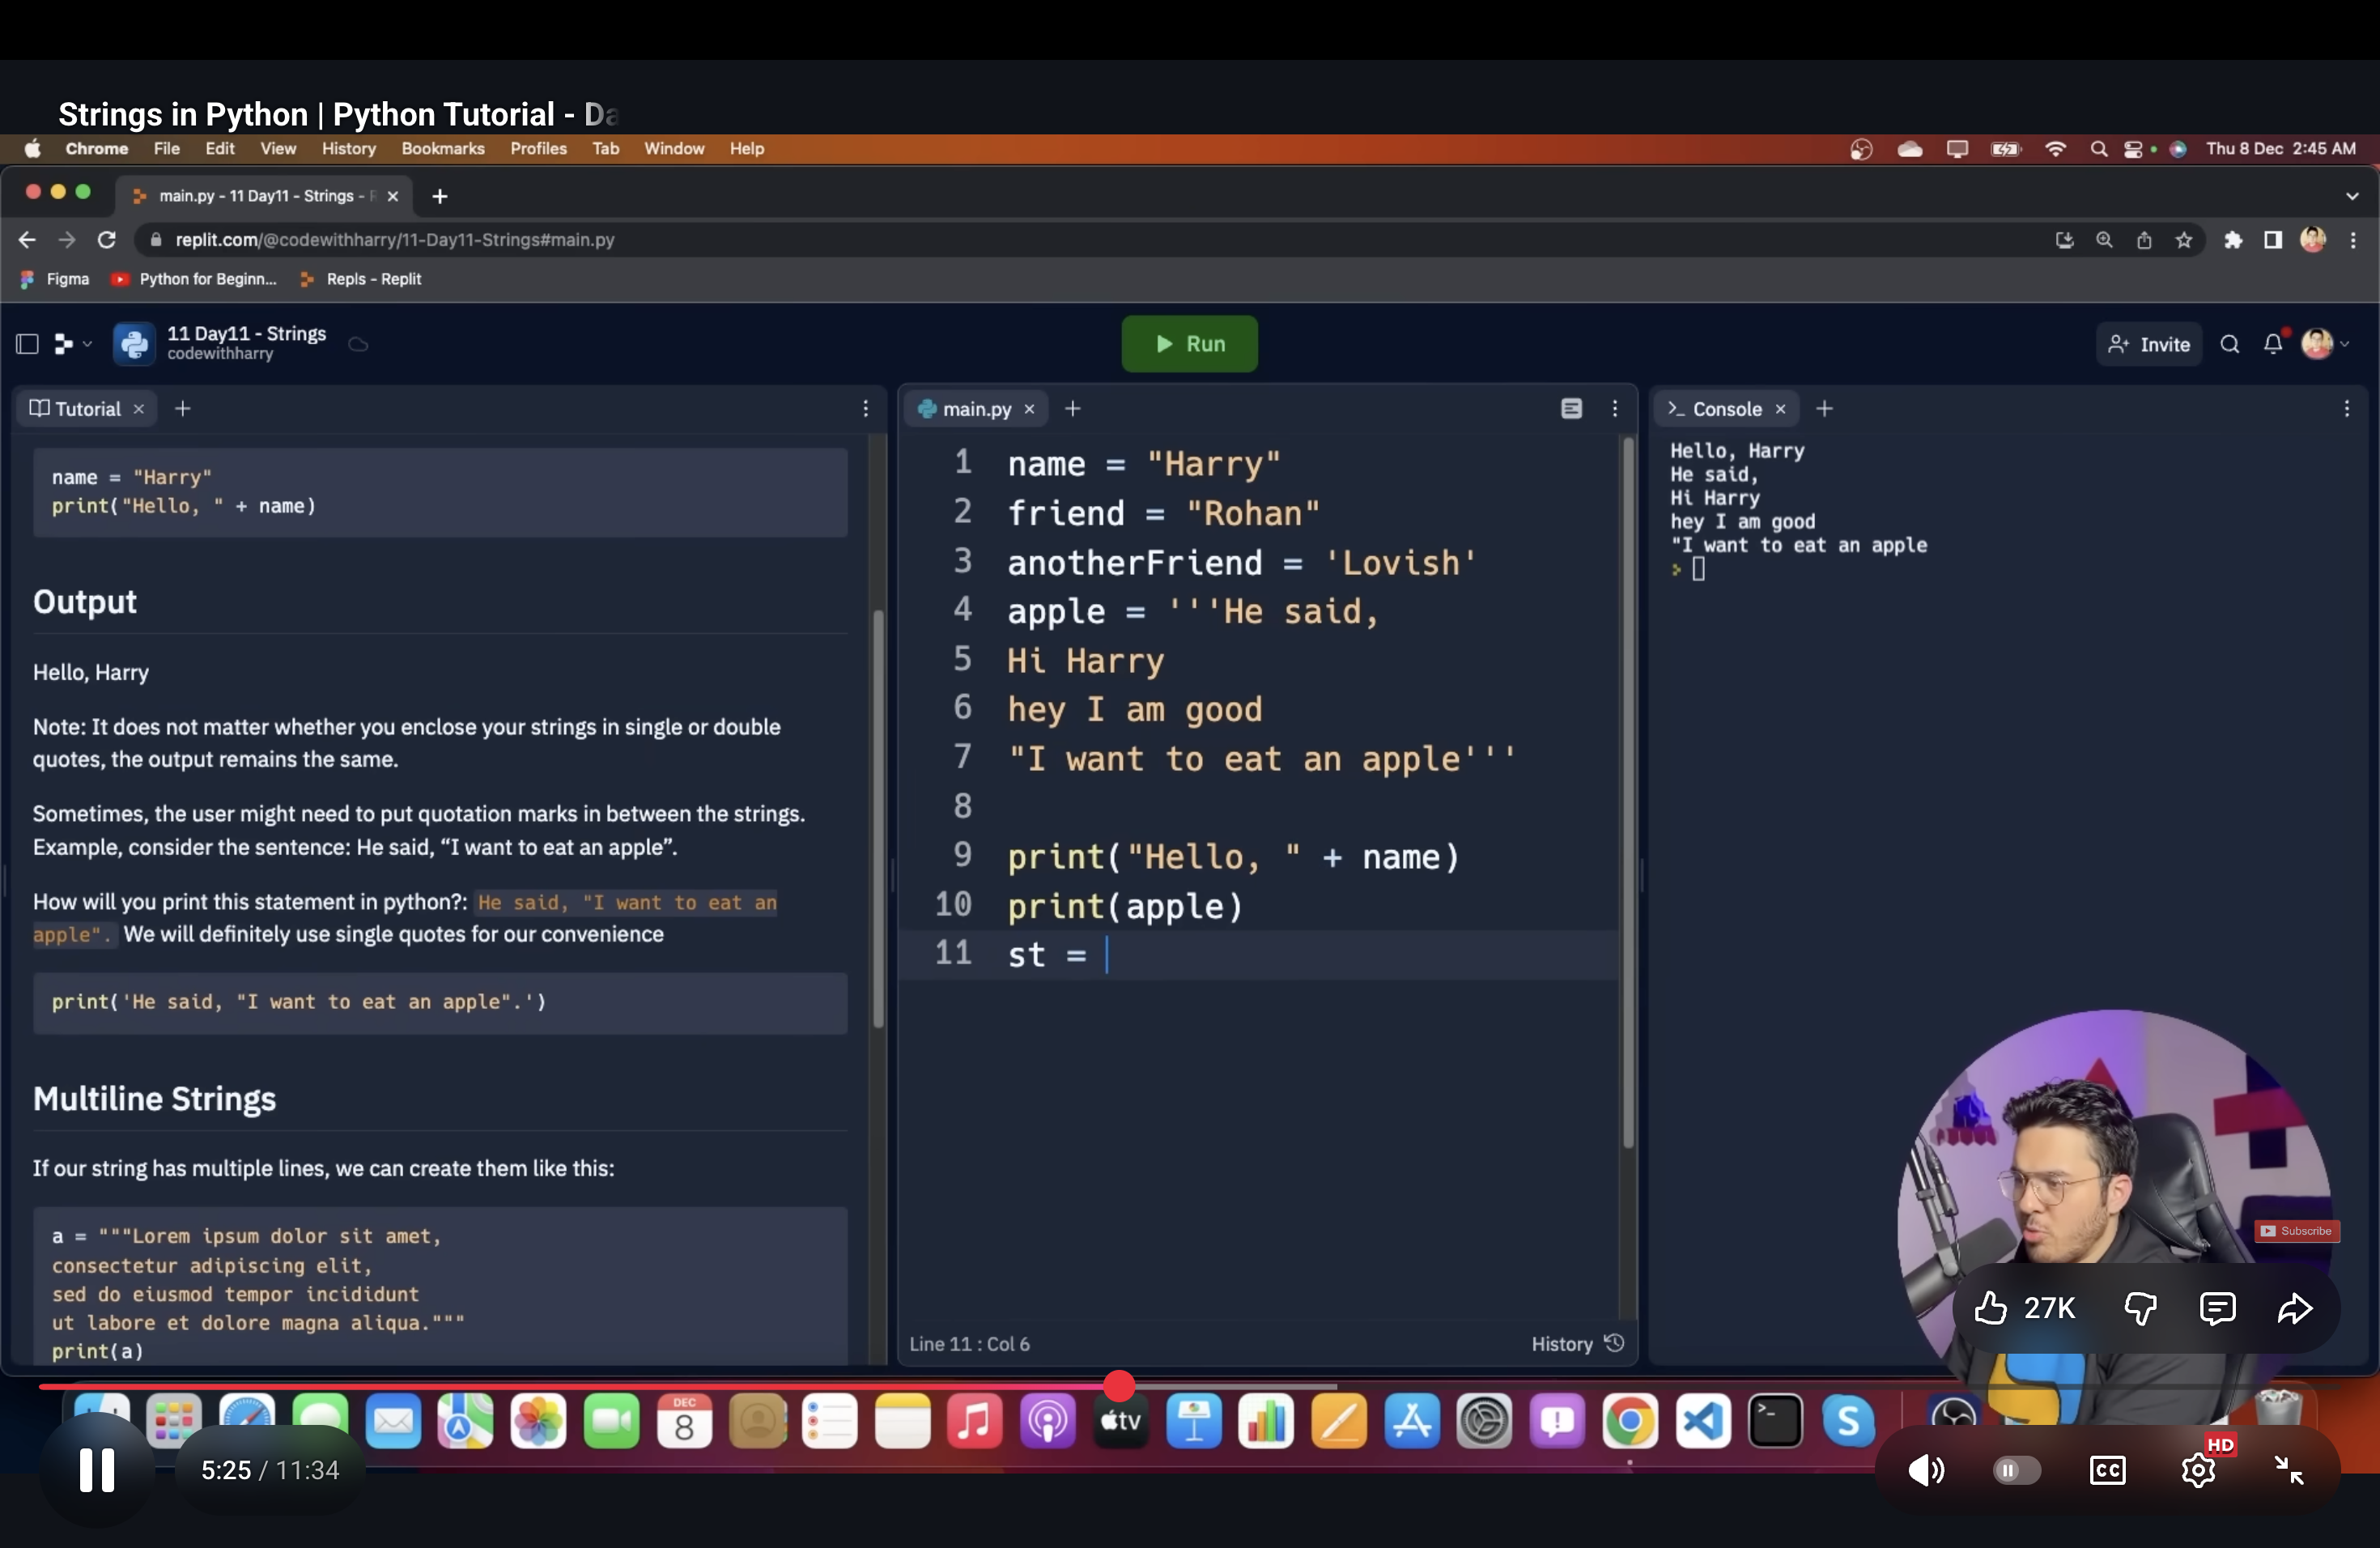 Strings in Python | Python Tutorial - Da
Chrome File Edit View History Bookmarks Profiles Tab Window Help
Thu 8 Dec 2:45 AM
main.py - 11 Day11 - Strings - R
replit.com/@codewithharry/11-Day11-Strings#main.py
Figma Python for Beginn... Repls - Replit
11 Day11 - Strings
codewithharry
Run
Invite
Tutorial
name = "Harry"
print("Hello, " + name)
Output
Hello, Harry
Note: It does not matter whether you enclose your strings in single or double
quotes, the output remains the same.
Sometimes, the user might need to put quotation marks in between the strings.
Example, consider the sentence: He said, “I want to eat an apple”.
How will you print this statement in python?: He said, "I want to eat an
apple". We will definitely use single quotes for our convenience
print('He said, "I want to eat an apple".')
Multiline Strings
If our string has multiple lines, we can create them like this:
a = """Lorem ipsum dolor sit amet,
consectetur adipiscing elit,
sed do eiusmod tempor incididunt
ut labore et dolore magna aliqua."""
print(a)
main.py
1 name = "Harry"
2 friend = "Rohan"
3 anotherFriend = 'Lovish'
4 apple = '''He said,
5 Hi Harry
6 hey I am good
7 "I want to eat an apple'''
8
9 print("Hello, " + name)
10 print(apple)
11 st =
Line 11 : Col 6
History
>_ Console
Hello, Harry
He said,
Hi Harry
hey I am good
"I want to eat an apple
Subscribe
27K
DEC
8
tv
S
5:25 / 11:34
CC
HD